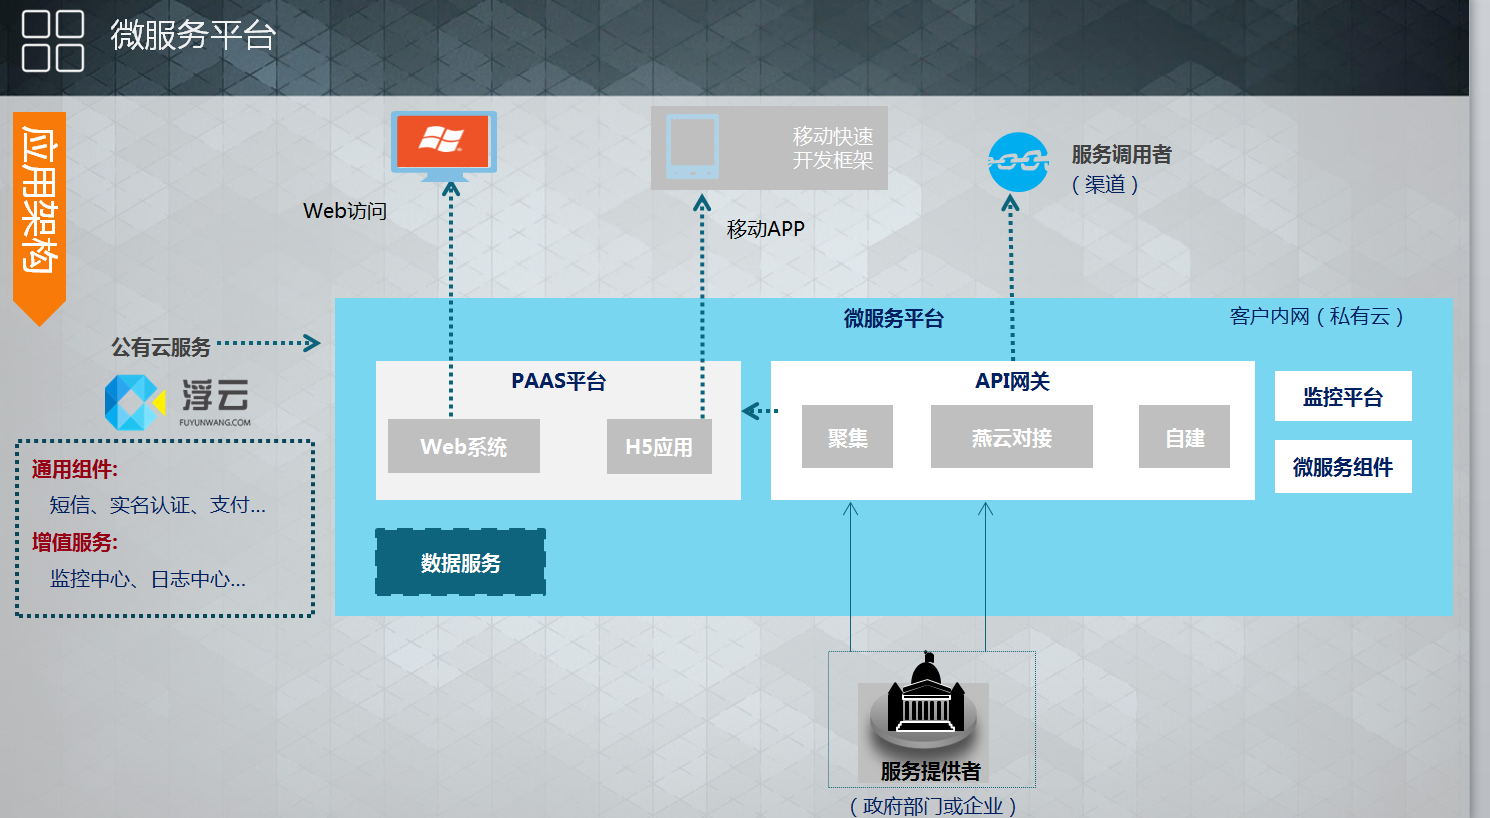 微服务平台
应用架构
移动快速
开发框架
服务调用者
（渠道）
Web访问
移动APP
微服务平台
客户内网（私有云）
公有云服务
浮云
FUYUNWANG.COM
PAAS平台
API网关
Web系统
H5应用
聚集
燕云对接
自建
监控平台
微服务组件
通用组件:
短信、实名认证、支付...
增值服务:
监控中心、日志中心...
数据服务
服务提供者
（政府部门或企业）